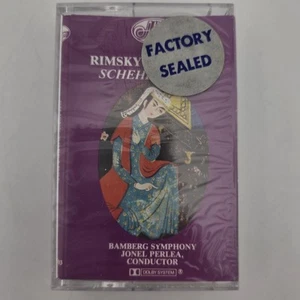 FACTORY
SEALED
RIMSKY
SCHEH
BAMBERG SYMPHONY
JONEL PERLEA,
CONDUCTOR
DOLBY SYSTEM ®